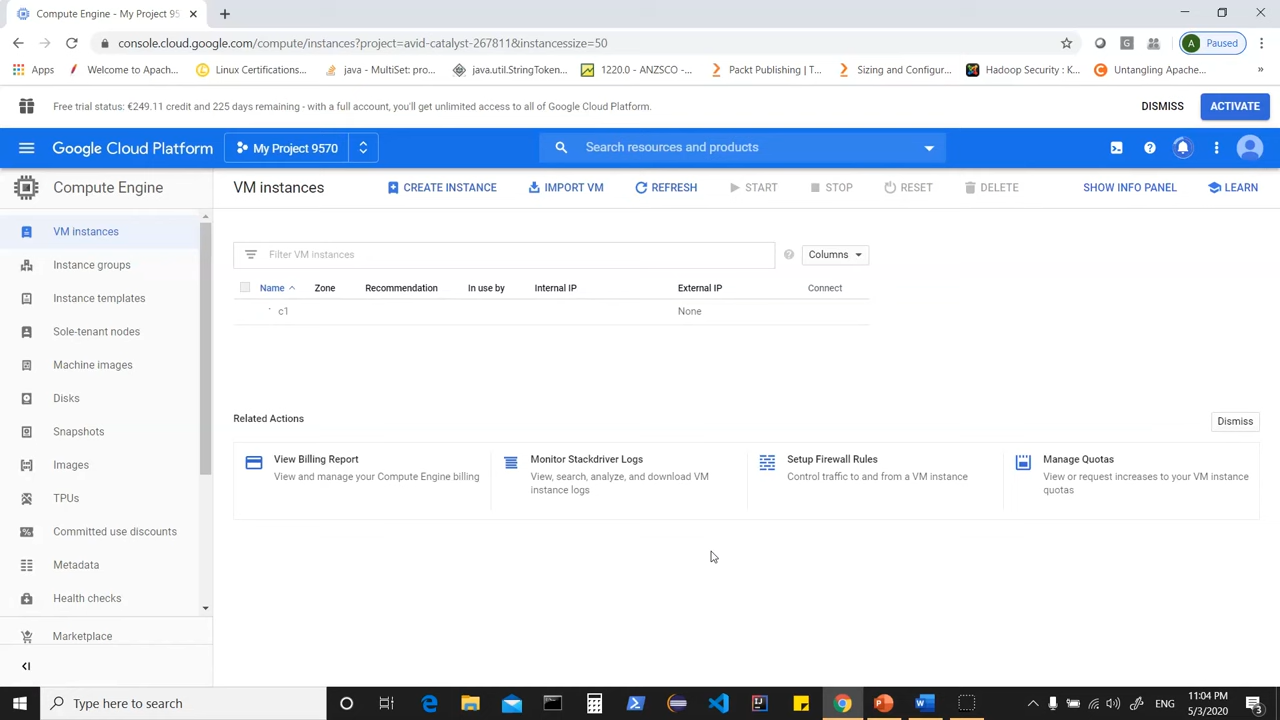 Compute Engine - My Project 95
console.cloud.google.com/compute/instances?project=avid-catalyst-267811&instancessize=50
A Paused
Apps
Welcome to Apach...
Linux Certifications...
java - MultiSet: pro...
java.util.StringToken...
1220.0 - ANZSCO -...
Packt Publishing | T...
Sizing and Configur...
Hadoop Security : K...
Untangling Apache...
»
Free trial status: €249.11 credit and 225 days remaining - with a full account, you'll get unlimited access to all of Google Cloud Platform.
DISMISS
ACTIVATE
Google Cloud Platform
My Project 9570
Search resources and products
Compute Engine
VM instances
CREATE INSTANCE
IMPORT VM
REFRESH
START
STOP
RESET
DELETE
SHOW INFO PANEL
LEARN
VM instances
Instance groups
Instance templates
Sole-tenant nodes
Machine images
Disks
Snapshots
Images
TPUs
Committed use discounts
Metadata
Health checks
Marketplace
Filter VM instances
Columns
Name Zone Recommendation In use by Internal IP External IP Connect
c1 None
Related Actions
Dismiss
View Billing Report
View and manage your Compute Engine billing
Monitor Stackdriver Logs
View, search, analyze, and download VM
instance logs
Setup Firewall Rules
Control traffic to and from a VM instance
Manage Quotas
View or request increases to your VM instance
quotas
Type here to search
ENG
11:04 PM
5/3/2020
3